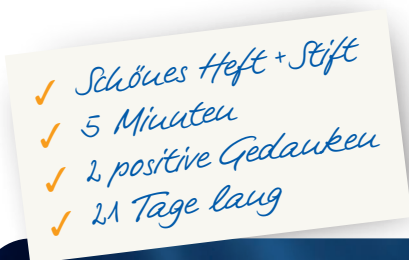 Schönes Heft + Stift
5 Minuten
2 positive Gedanken
21 Tage lang